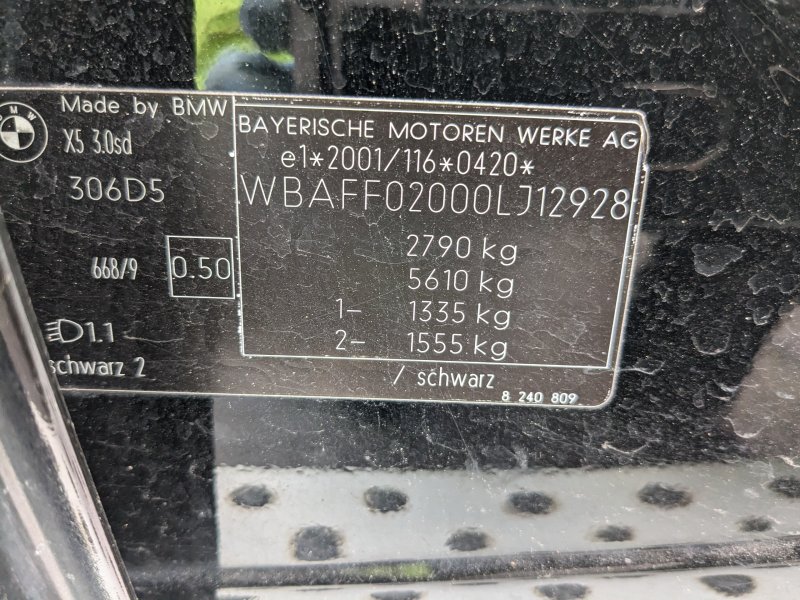 Made by BMW
X5 3.0sd
306D5
668/9
0.50
D1.1
schwarz 2
BAYERISCHE MOTOREN WERKE AG
e1*2001/116*0420*
WBAFF02000LJ12928
2790 kg
5610 kg
1- 1335 kg
2- 1555 kg
/ schwarz
8 240 809
BMW